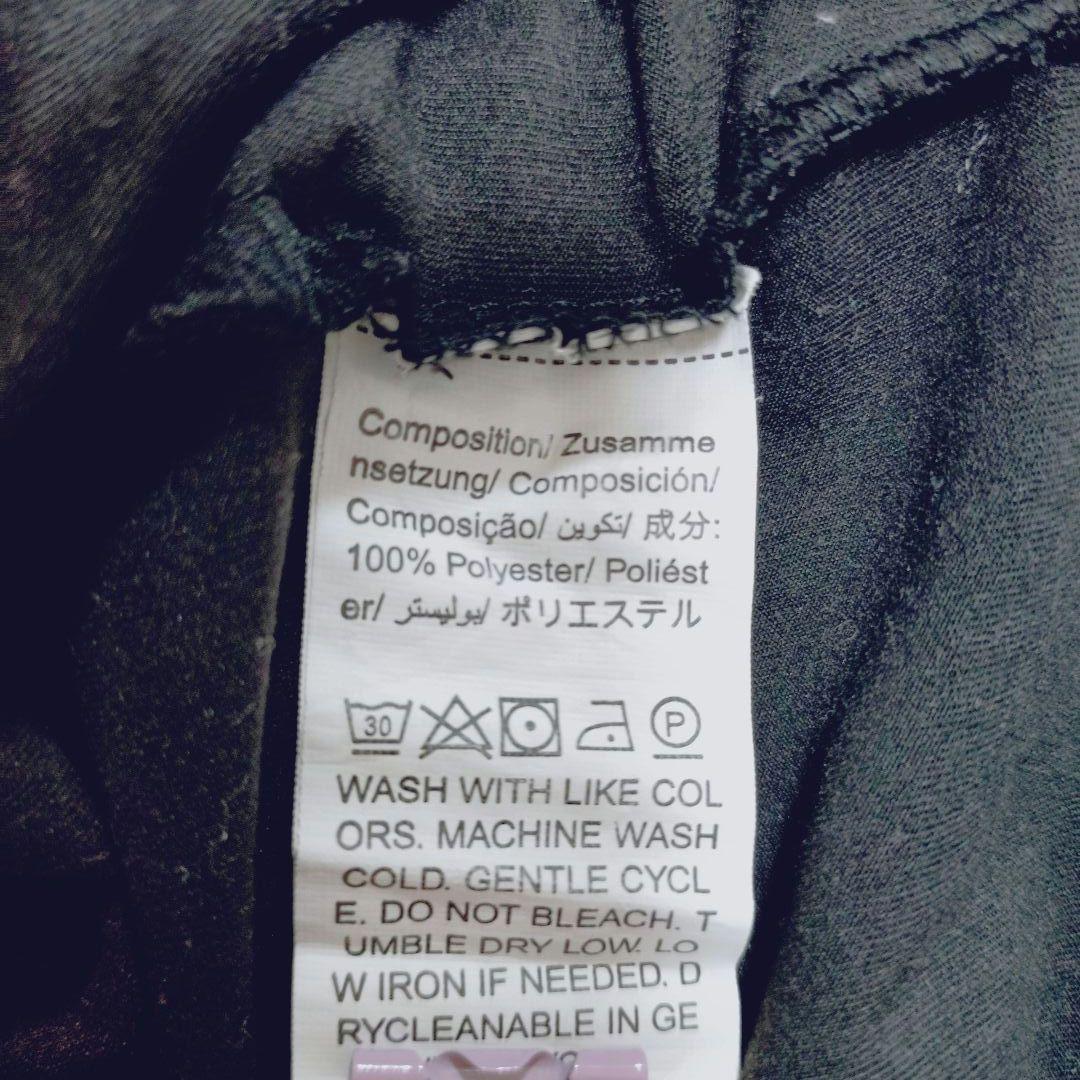 Composition/ Zusamme
nsetzung/ Composición/
Composição/ تكوين/ 成分:
100% Polyester/ Poliést
er/ بوليستر/ ポリエステル
30 P
WASH WITH LIKE COL
ORS. MACHINE WASH
COLD. GENTLE CYCL
E. DO NOT BLEACH. T
UMBLE DRY LOW. LO
W IRON IF NEEDED. D
RYCLEANABLE IN GE